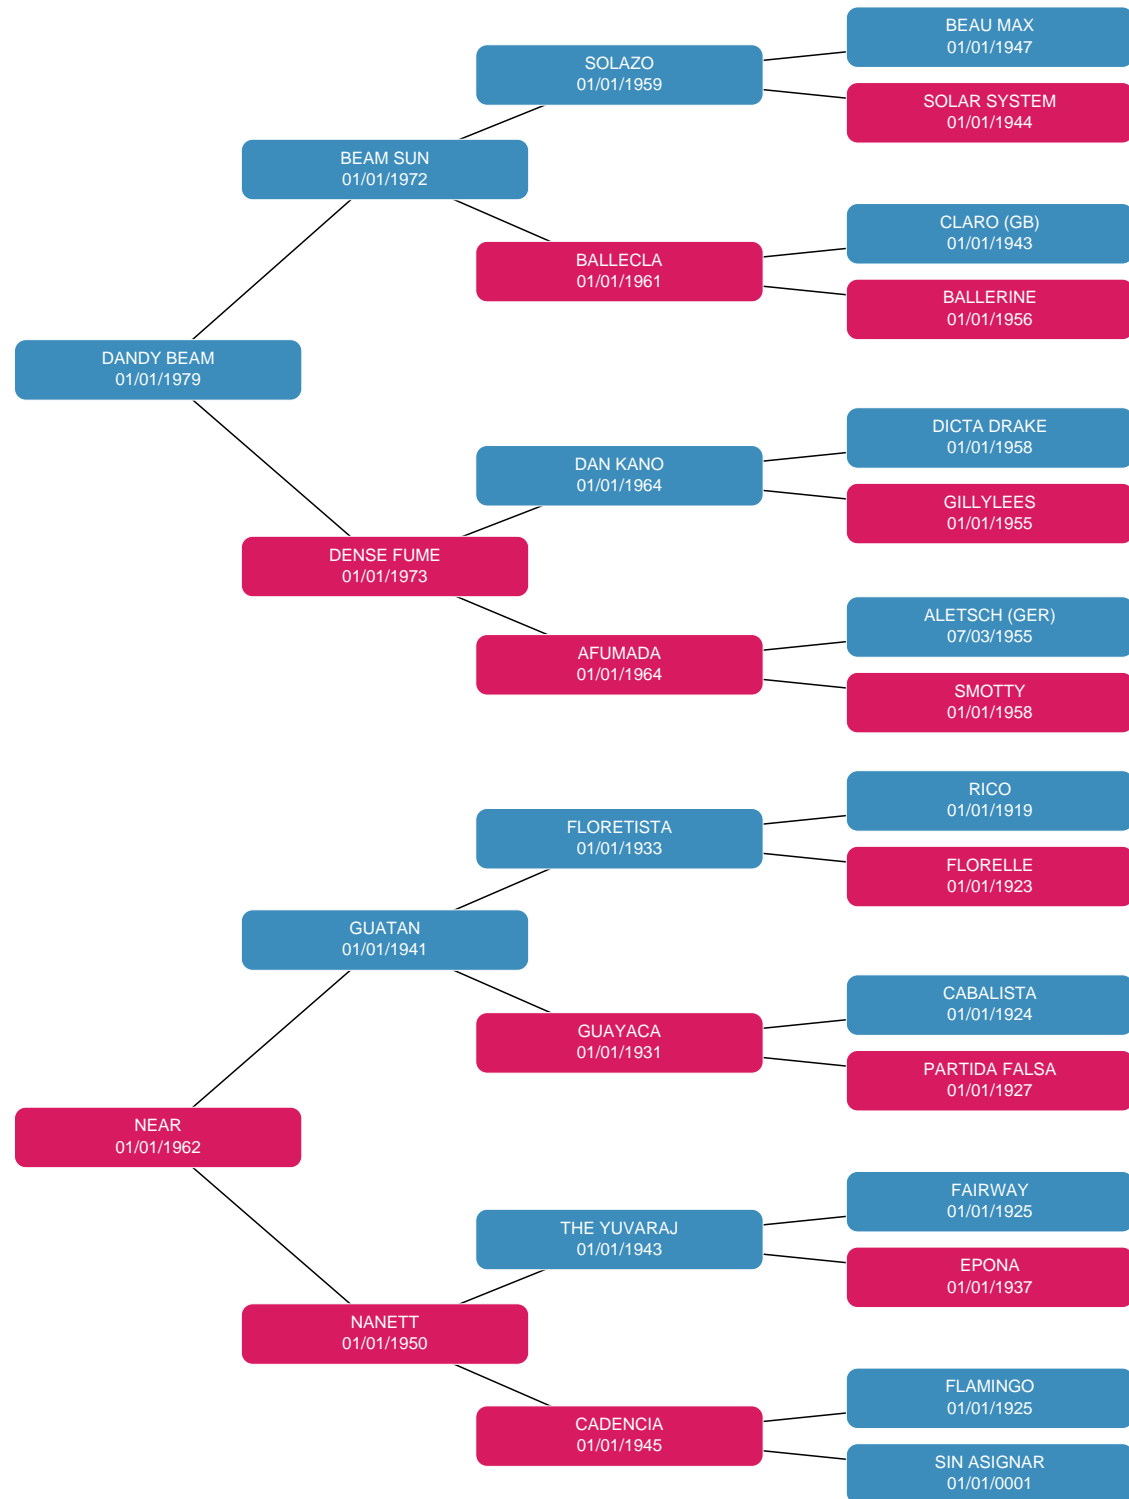 BEAU MAX
01/01/1947
SOLAZO
01/01/1959
SOLAR SYSTEM
01/01/1944
BEAM SUN
01/01/1972
CLARO (GB)
01/01/1943
BALLECLA
01/01/1961
BALLERINE
01/01/1956
DANDY BEAM
01/01/1979
DICTA DRAKE
01/01/1958
DAN KANO
01/01/1964
GILLYLEES
01/01/1955
DENSE FUME
01/01/1973
ALETSCH (GER)
07/03/1955
AFUMADA
01/01/1964
SMOTTY
01/01/1958
RICO
01/01/1919
FLORETISTA
01/01/1933
FLORELLE
01/01/1923
GUATAN
01/01/1941
CABALISTA
01/01/1924
GUAYACA
01/01/1931
PARTIDA FALSA
01/01/1927
NEAR
01/01/1962
FAIRWAY
01/01/1925
THE YUVARAJ
01/01/1943
EPONA
01/01/1937
NANETT
01/01/1950
FLAMINGO
01/01/1925
CADENCIA
01/01/1945
SIN ASIGNAR
01/01/0001